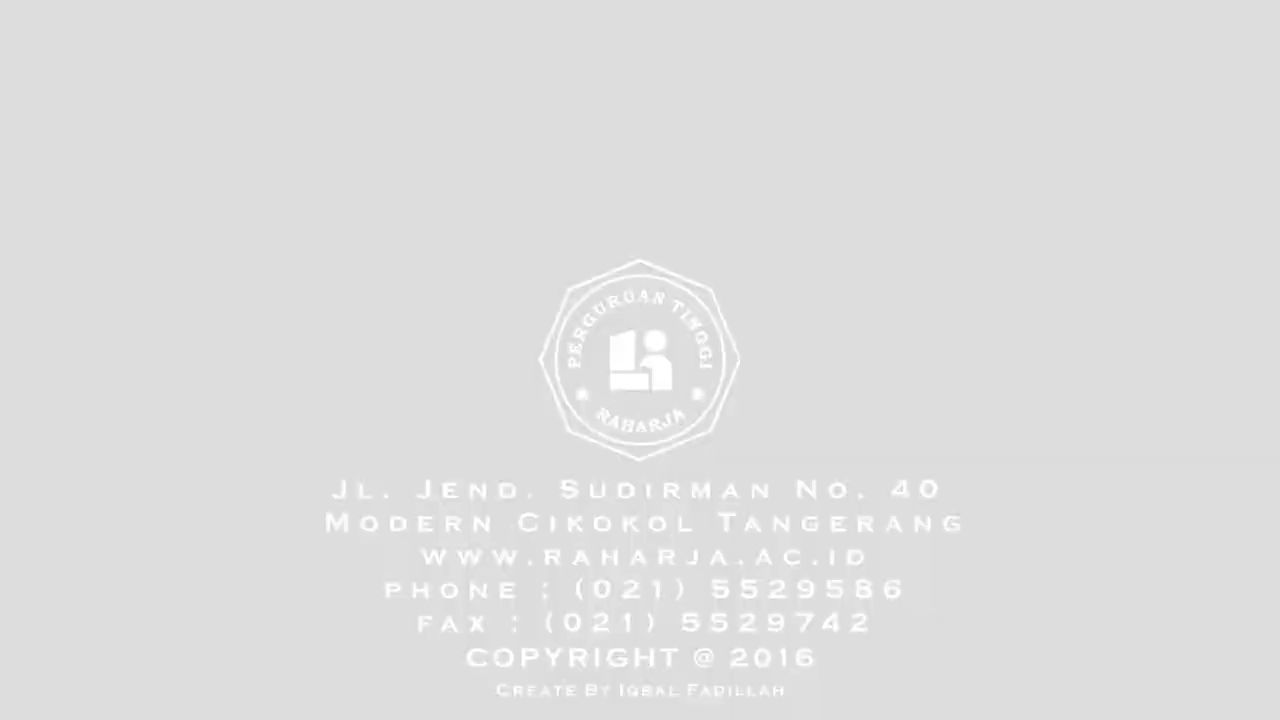 PERGURUAN TINGGI
RAHARJA
JL. JEND. SUDIRMAN NO. 40
MODERN CIKOKOL TANGERANG
WWW.RAHARJA.AC.ID
PHONE : (021) 5529586
FAX : (021) 5529742
COPYRIGHT @ 2016
CREATE BY IQBAL FADILLAH